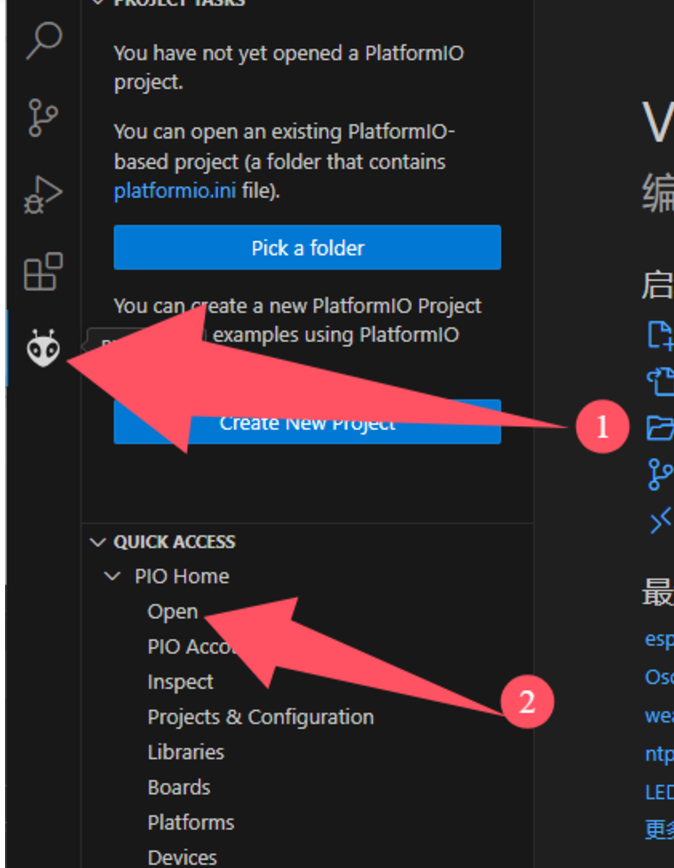 PROJECT TASKS
You have not yet opened a PlatformIO
project.
You can open an existing PlatformIO-
based project (a folder that contains
platformio.ini file).
Pick a folder
You can create a new PlatformIO Project
examples using PlatformIO
Create New Project
1
QUICK ACCESS
PIO Home
Open
PIO Acco
Inspect
2
Projects & Configuration
Libraries
Boards
Platforms
Devices
V
编
启
最
esp
Oso
wea
ntp
LED
更多